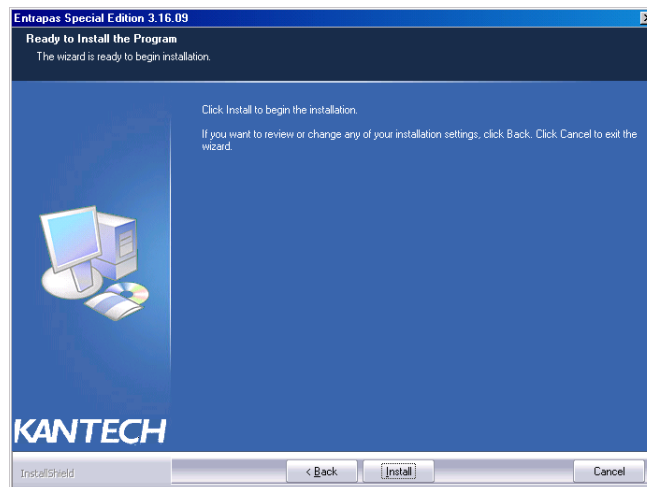 Entrapas Special Edition 3.16.09
Ready to Install the Program
The wizard is ready to begin installation.
Click Install to begin the installation.
If you want to review or change any of your installation settings, click Back. Click Cancel to exit the
wizard.
KANTECH
InstallShield
< Back
Install
Cancel